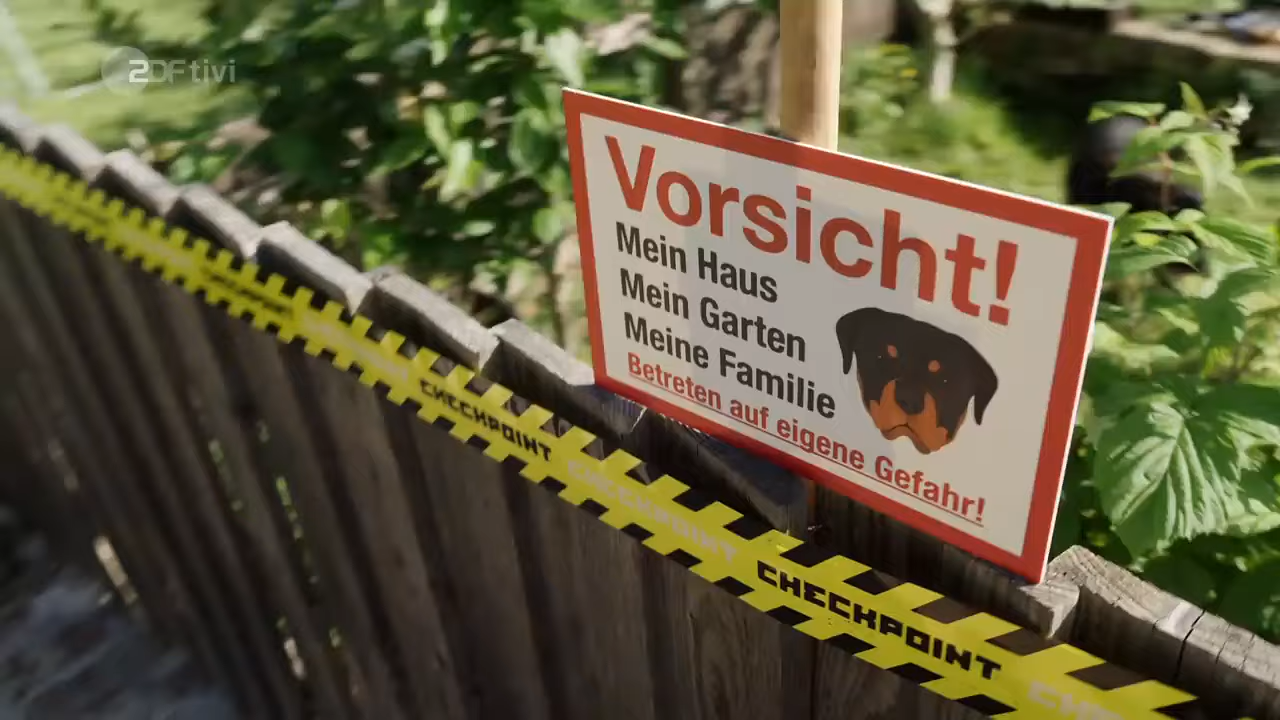 ZDFtivi
Vorsicht!
Mein Haus
Mein Garten
Meine Familie
Betreten auf eigene Gefahr!
CHECKPOINT
CHECKPOINT
CHECKPOINT